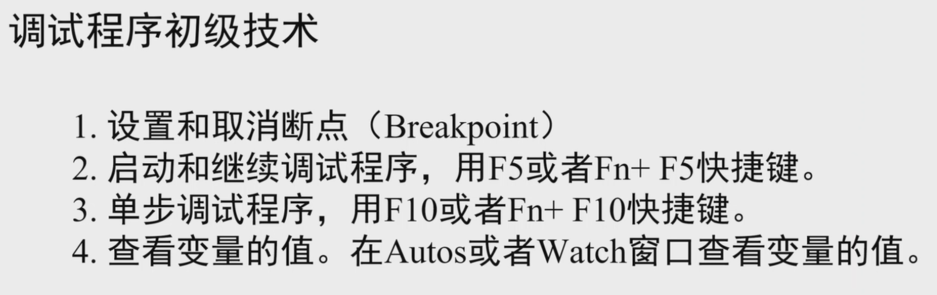 调试程序初级技术
1. 设置和取消断点（Breakpoint）
2. 启动和继续调试程序，用F5或者Fn+ F5快捷键。
3. 单步调试程序，用F10或者Fn+ F10快捷键。
4. 查看变量的值。在Autos或者Watch窗口查看变量的值。